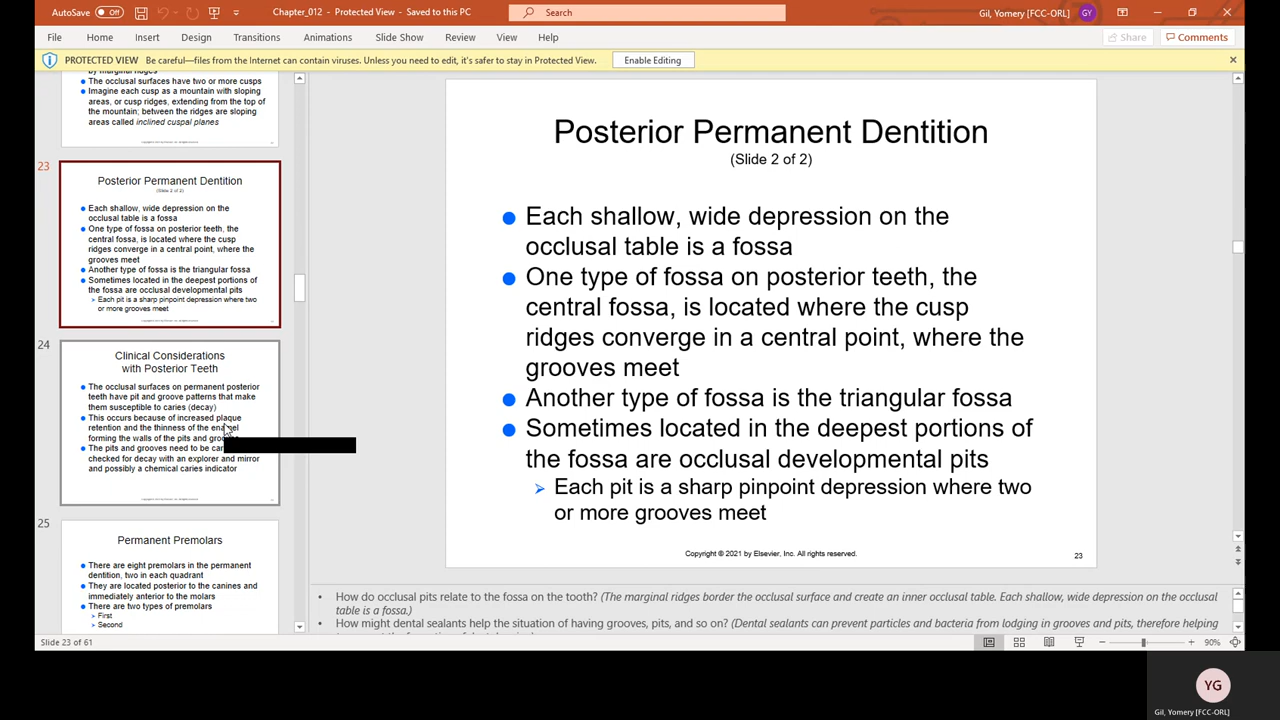 AutoSave Off Chapter_012 - Protected View - Saved to this PC Search Gil, Yomery [FCC-ORL] GY
File Home Insert Design Transitions Animations Slide Show Review View Help Share Comments
PROTECTED VIEW Be careful—files from the Internet can contain viruses. Unless you need to edit, it's safer to stay in Protected View. Enable Editing
by marginal ridges
The occlusal surfaces have two or more cusps
Imagine each cusp as a mountain with sloping
areas, or cusp ridges, extending from the top of
the mountain; between the ridges are sloping
areas called inclined cuspal planes
23
Posterior Permanent Dentition
(Slide 2 of 2)
Each shallow, wide depression on the
occlusal table is a fossa
One type of fossa on posterior teeth, the
central fossa, is located where the cusp
ridges converge in a central point, where the
grooves meet
Another type of fossa is the triangular fossa
Sometimes located in the deepest portions of
the fossa are occlusal developmental pits
Each pit is a sharp pinpoint depression where two
or more grooves meet
24
Clinical Considerations
with Posterior Teeth
The occlusal surfaces on permanent posterior
teeth have pit and groove patterns that make
them susceptible to caries (decay)
This occurs because of increased plaque
retention and the thinness of the enamel
forming the walls of the pits and
The pits and grooves need to be
checked for decay with an explorer and mirror
and possibly a chemical caries indicator
25
Permanent Premolars
There are eight premolars in the permanent
dentition, two in each quadrant
They are located posterior to the canines and
immediately anterior to the molars
There are two types of premolars
First
Second
Posterior Permanent Dentition
(Slide 2 of 2)
Each shallow, wide depression on the
occlusal table is a fossa
One type of fossa on posterior teeth, the
central fossa, is located where the cusp
ridges converge in a central point, where the
grooves meet
Another type of fossa is the triangular fossa
Sometimes located in the deepest portions of
the fossa are occlusal developmental pits
Each pit is a sharp pinpoint depression where two
or more grooves meet
Copyright © 2021 by Elsevier, Inc. All rights reserved.
23
How do occlusal pits relate to the fossa on the tooth? (The marginal ridges border the occlusal surface and create an inner occlusal table. Each shallow, wide depression on the occlusal
table is a fossa.)
How might dental sealants help the situation of having grooves, pits, and so on? (Dental sealants can prevent particles and bacteria from lodging in grooves and pits, therefore helping
Slide 23 of 61 90%
YG
Gil, Yomery [FCC-ORL]